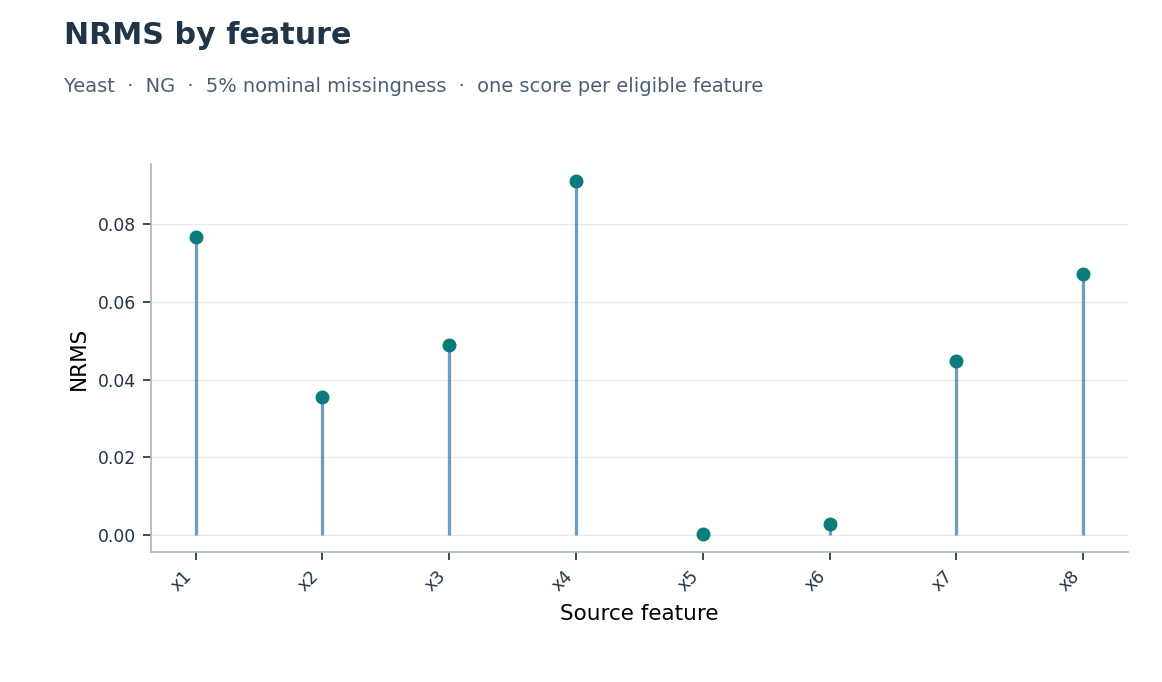 NRMS by feature
Yeast · NG · 5% nominal missingness · one score per eligible feature
NRMS
0.08
0.06
0.04
0.02
0.00
x1 x2 x3 x4 x5 x6 x7 x8
Source feature